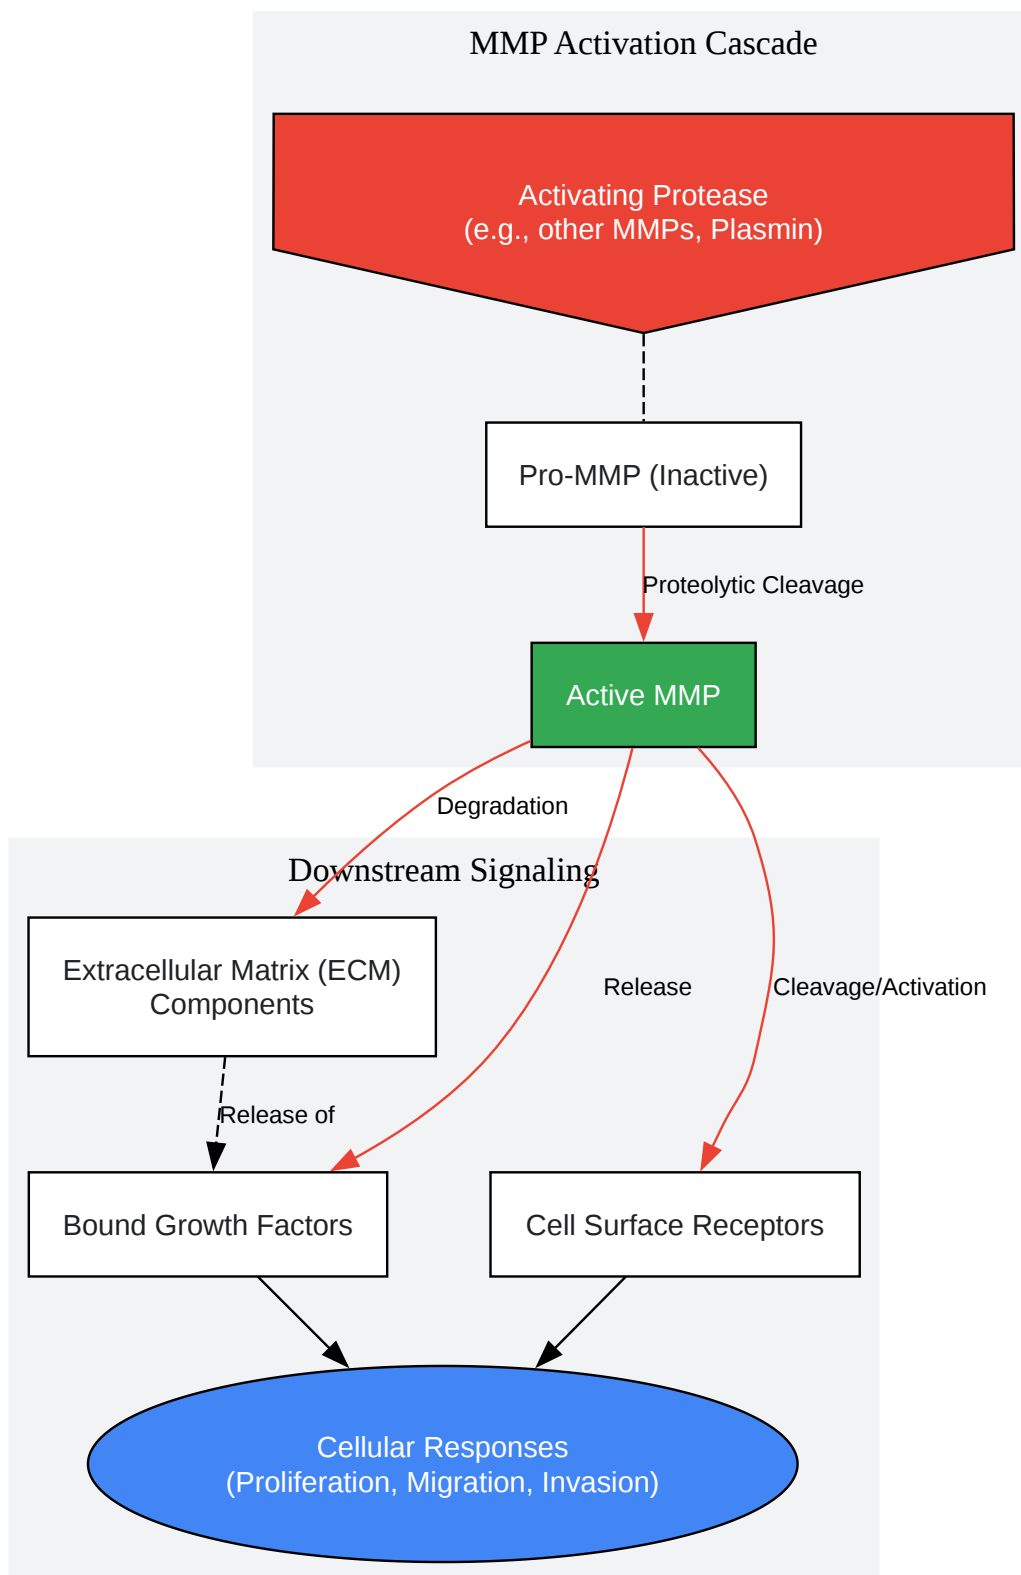 MMP Activation Cascade
Activating Protease
(e.g., other MMPs, Plasmin)
Pro-MMP (Inactive)
Proteolytic Cleavage
Active MMP
Degradation
Downstream Signaling
Extracellular Matrix (ECM)
Components
Release
Cleavage/Activation
Release of
Bound Growth Factors
Cell Surface Receptors
Cellular Responses
(Proliferation, Migration, Invasion)